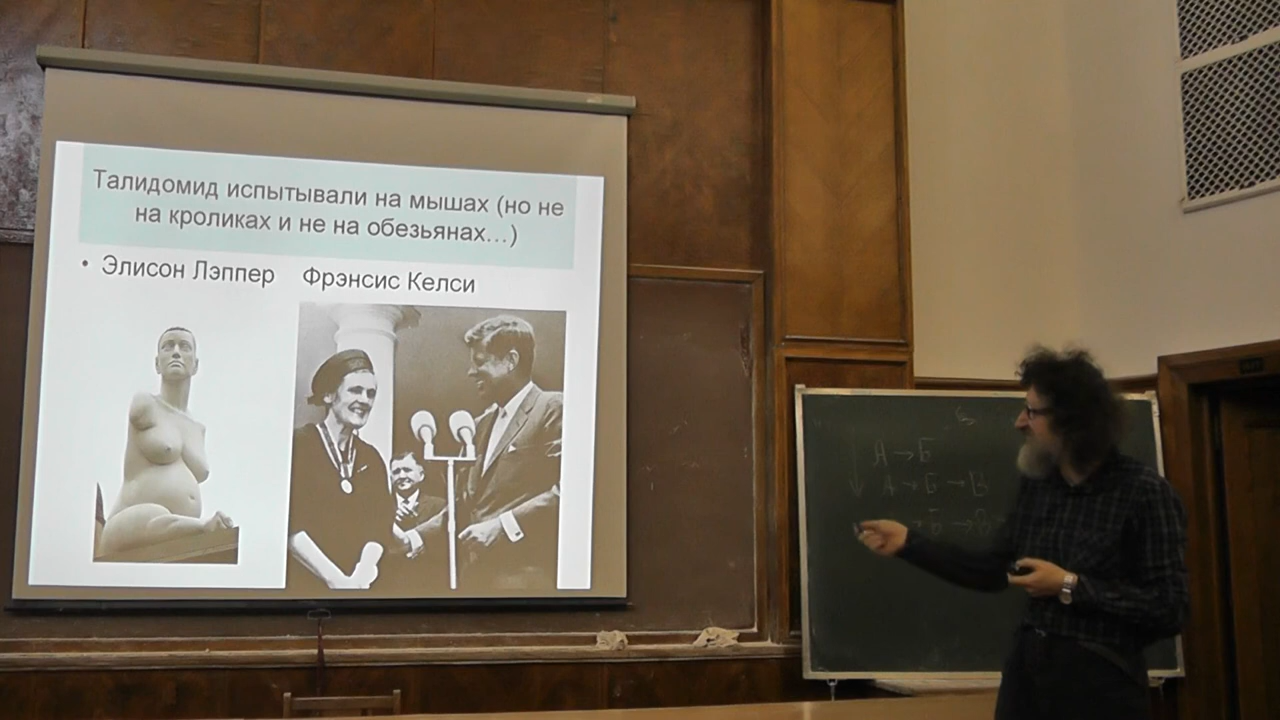 Талидомид испытывали на мышах (но не
на кроликах и не на обезьянах...)
• Элисон Лэппер Фрэнсис Келси
А → Б
А → Б → В
→ Б → В